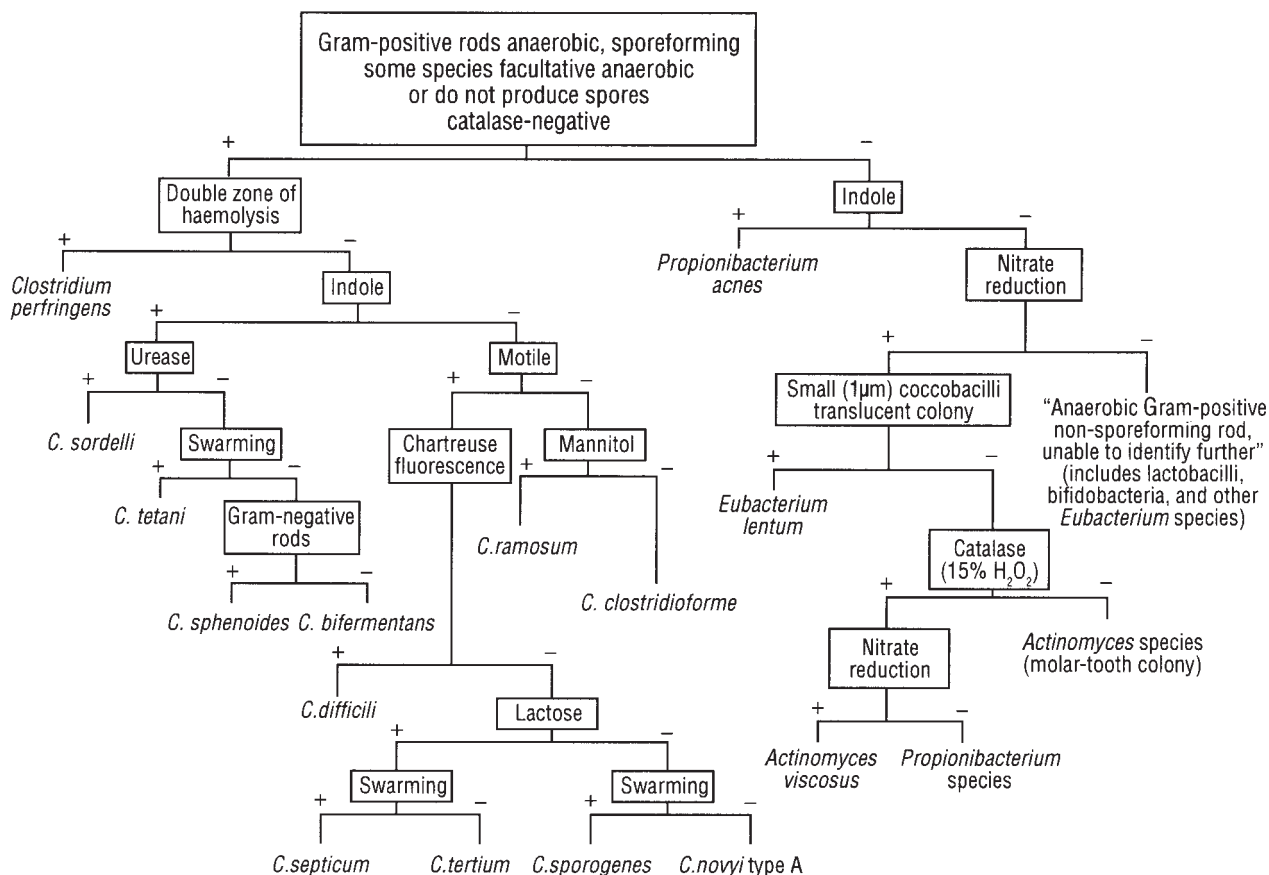 Gram-positive rods anaerobic, sporeforming
some species facultative anaerobic
or do not produce spores
catalase-negative
+
−
Double zone of
haemolysis
Indole
+
−
+
−
Clostridium
perfringens
Indole
Propionibacterium
acnes
Nitrate
reduction
+
−
+
−
Urease
Motile
Small (1µm) coccobacilli
translucent colony
"Anaerobic Gram-positive
non-sporeforming rod,
unable to identify further"
(includes lactobacilli,
bifidobacteria, and other
Eubacterium species)
+
−
+
−
C. sordelli
Swarming
Chartreuse
fluorescence
Mannitol
+
−
+
−
+
−
C. tetani
Gram-negative
rods
C.ramosum
C. clostridioforme
Eubacterium
lentum
Catalase
(15% H₂O₂)
+
−
+
−
C. sphenoides
C. bifermentans
Nitrate
reduction
Actinomyces species
(molar-tooth colony)
+
−
+
−
C.difficili
Lactose
Actinomyces
viscosus
Propionibacterium
species
+
−
Swarming
Swarming
+
−
+
−
C.septicum
C.tertium
C.sporogenes
C.novyi type A